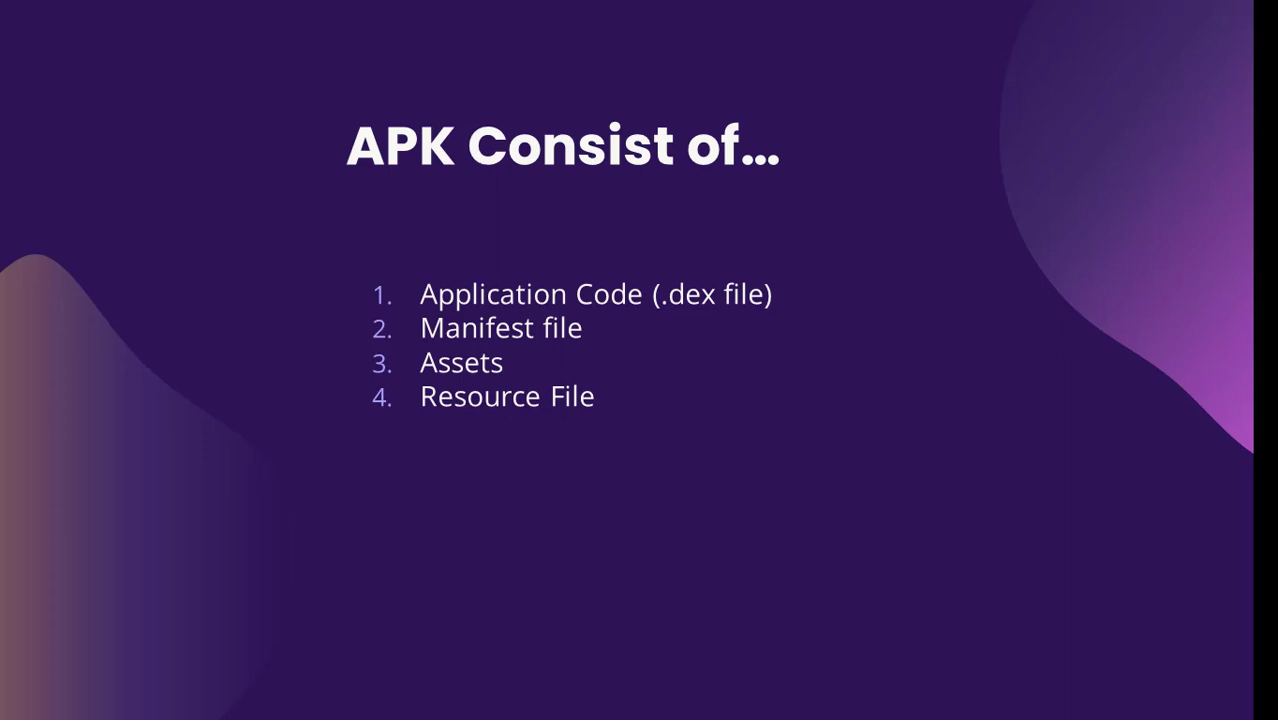 APK Consist of...
1. Application Code (.dex file)
2. Manifest file
3. Assets
4. Resource File